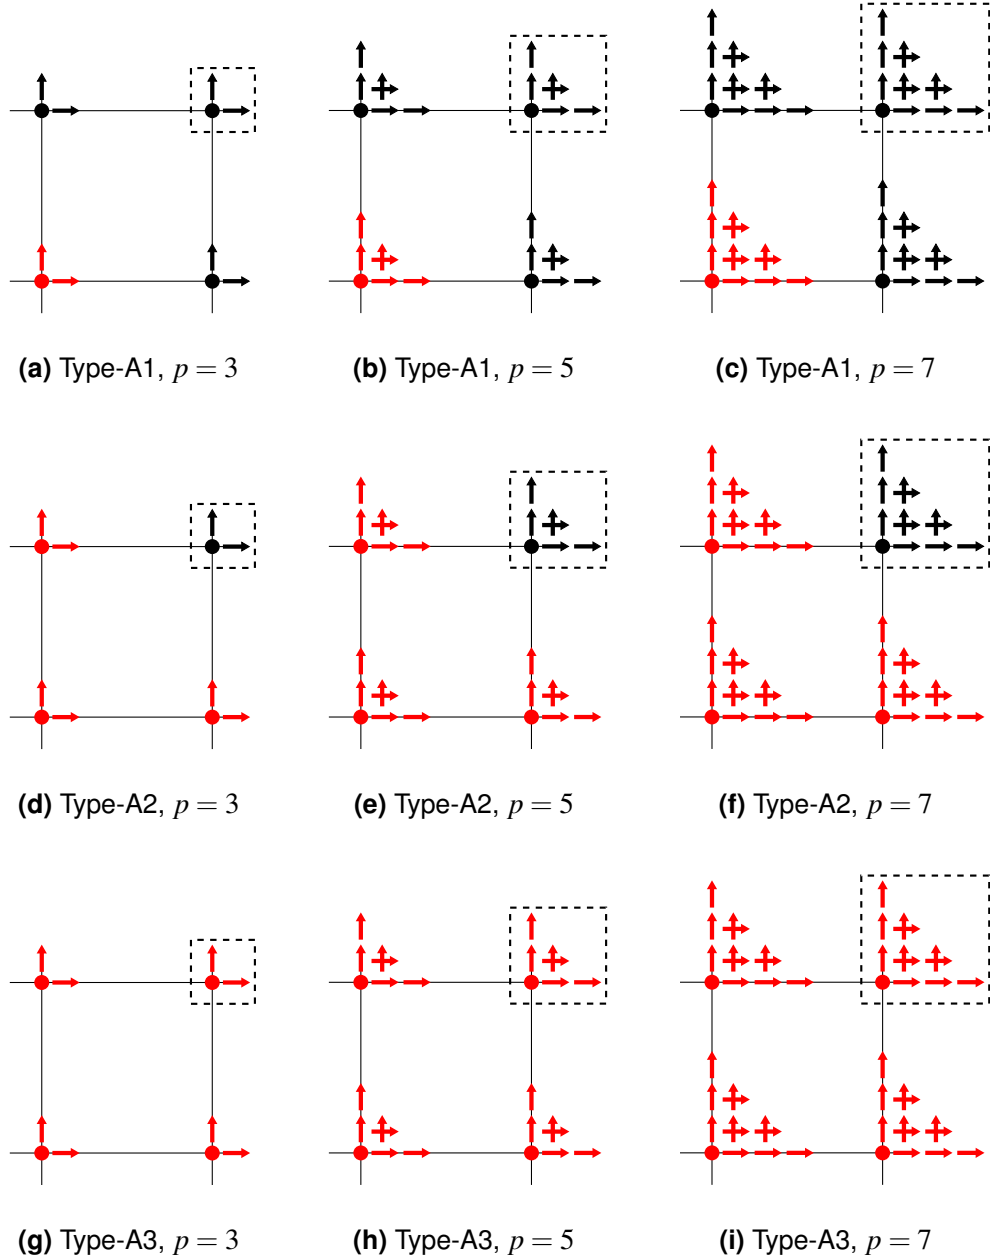 (a) Type-A1, p = 3
(b) Type-A1, p = 5
(c) Type-A1, p = 7
(d) Type-A2, p = 3
(e) Type-A2, p = 5
(f) Type-A2, p = 7
(g) Type-A3, p = 3
(h) Type-A3, p = 5
(i) Type-A3, p = 7